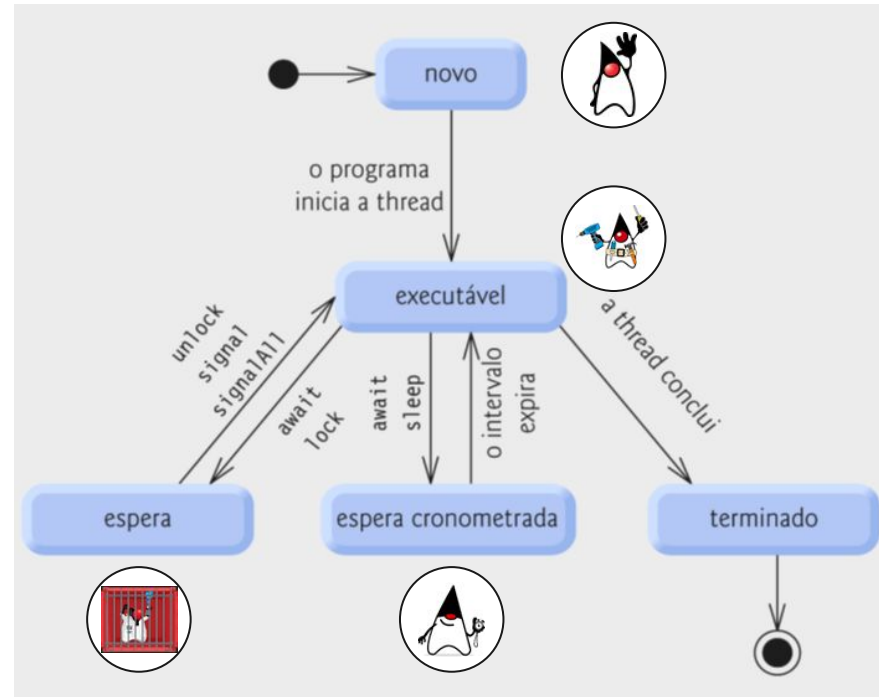 novo
o programa
inicia a thread
executável
unlock
signal
signalAll
await
lock
await
sleep
o intervalo
expira
a thread conclui
espera
espera cronometrada
terminado